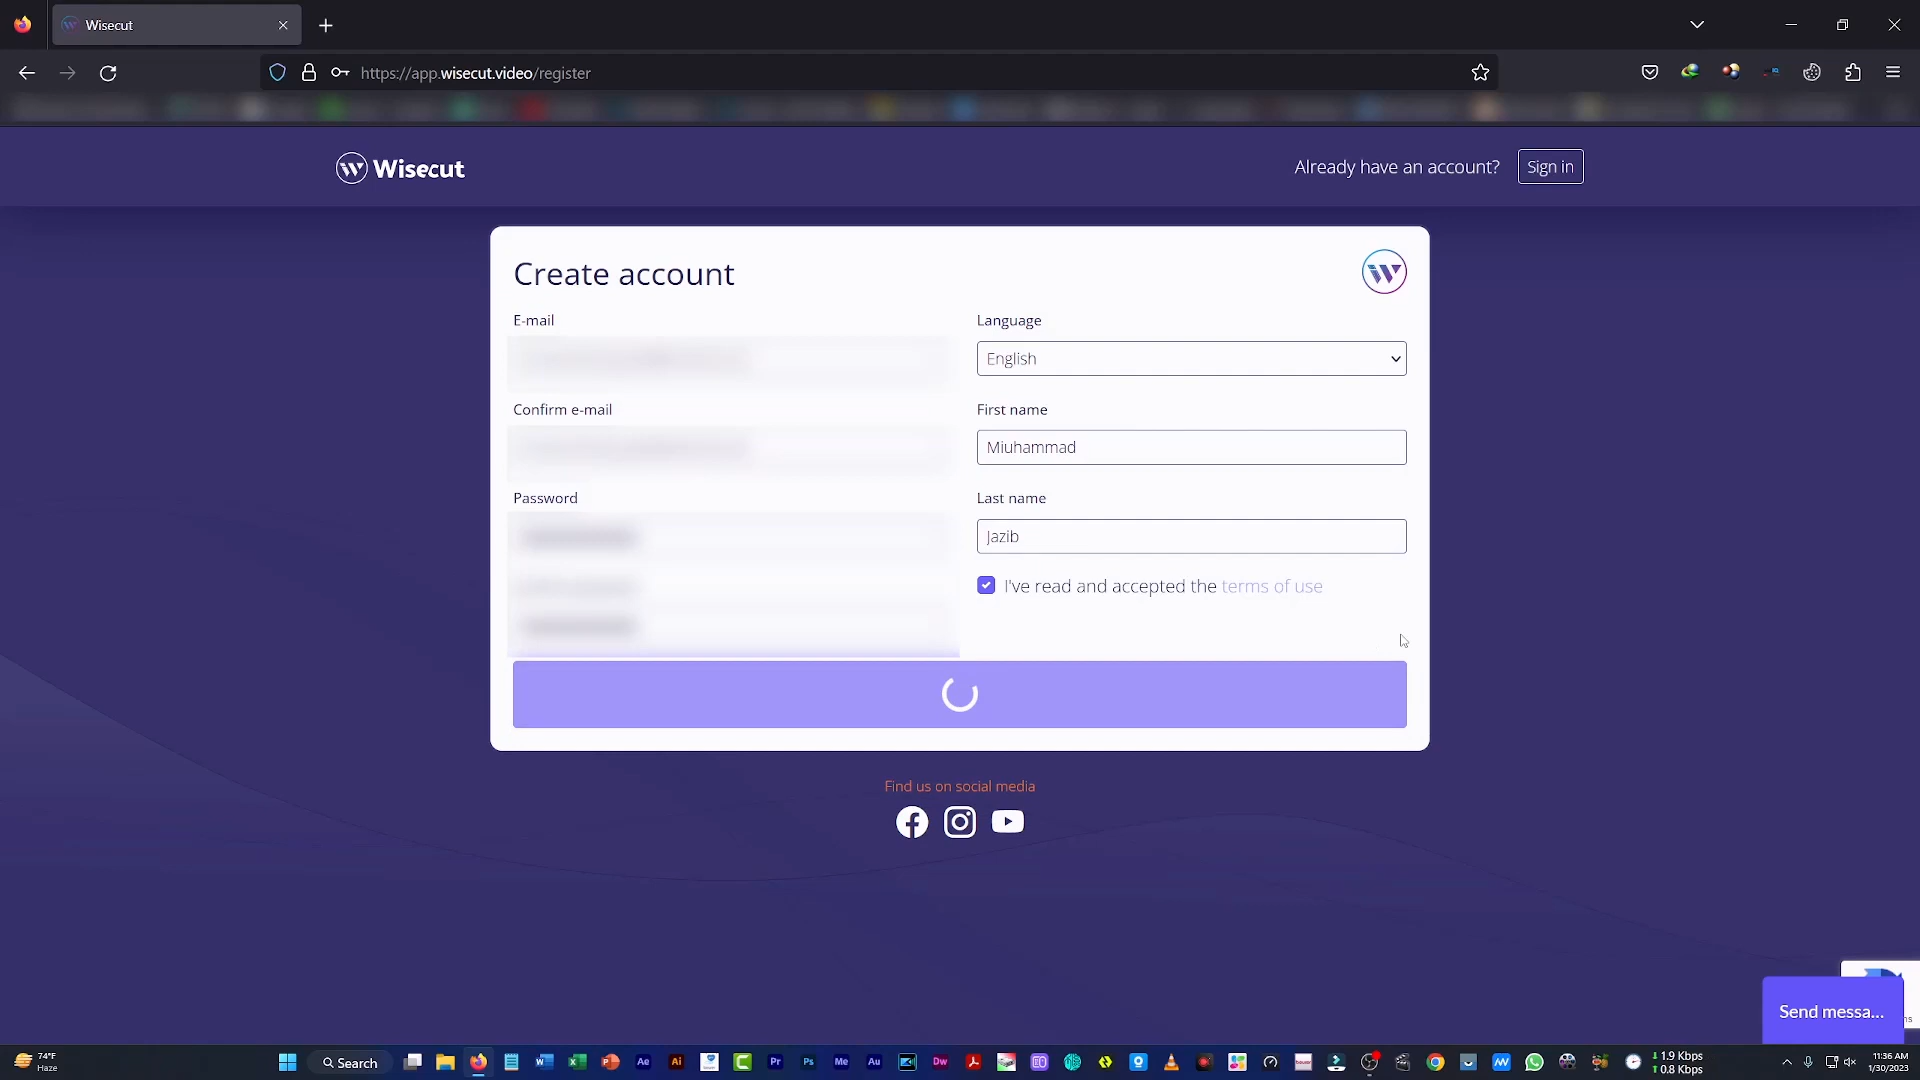 Wisecut
https://app.wisecut.video/register
Wisecut
Already have an account?
Sign in
Create account
E-mail
Language
English
Confirm e-mail
First name
Miuhammad
Password
Last name
Jazib
I've read and accepted the terms of use
Find us on social media
Send messa...
74°F
Haze
Search
1.9 Kbps
0.8 Kbps
11:36 AM
1/30/2023